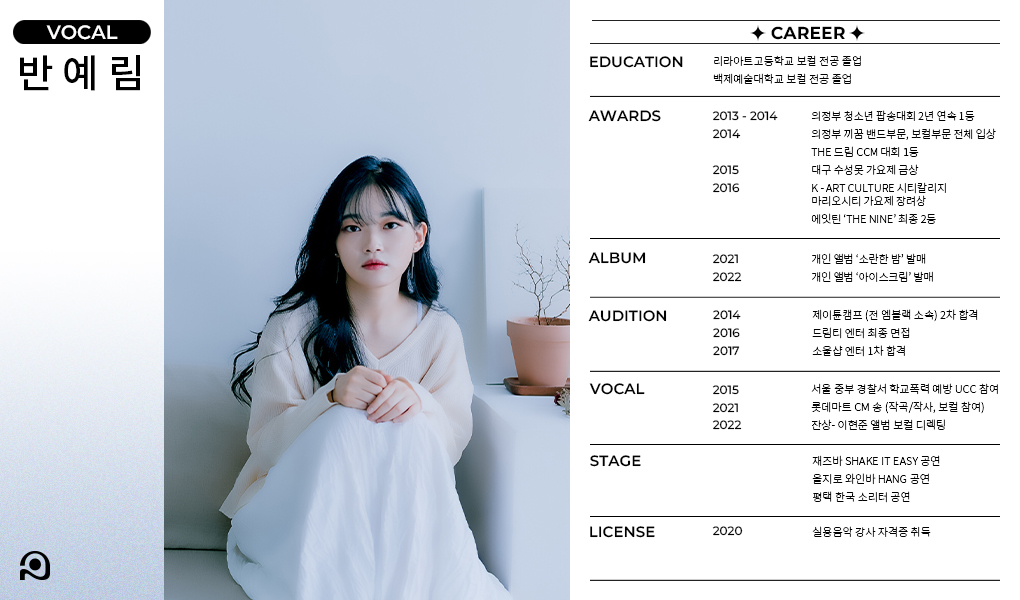 VOCAL
반 예 림
✦ CAREER ✦
EDUCATION 리라아트고등학교 보컬 전공 졸업
백제예술대학교 보컬 전공 졸업
AWARDS 2013 - 2014 의정부 청소년 팝송대회 2년 연속 1등
2014 의정부 끼꿈 밴드부문, 보컬부문 전체 입상
THE 드림 CCM 대회 1등
2015 대구 수성못 가요제 금상
2016 K - ART CULTURE 시티칼리지
마리오시티 가요제 장려상
에잇틴 ‘THE NINE’ 최종 2등
ALBUM 2021 개인 앨범 ‘소란한 밤’ 발매
2022 개인 앨범 ‘아이스크림’ 발매
AUDITION 2014 제이튠캠프 (전 엠블랙 소속) 2차 합격
2016 드림티 엔터 최종 면접
2017 소울샵 엔터 1차 합격
VOCAL 2015 서울 중부 경찰서 학교폭력 예방 UCC 참여
2021 롯데마트 CM 송 (작곡/작사, 보컬 참여)
2022 잔상- 이현준 앨범 보컬 디렉팅
STAGE 재즈바 SHAKE IT EASY 공연
을지로 와인바 HANG 공연
평택 한국 소리터 공연
LICENSE 2020 실용음악 강사 자격증 취득